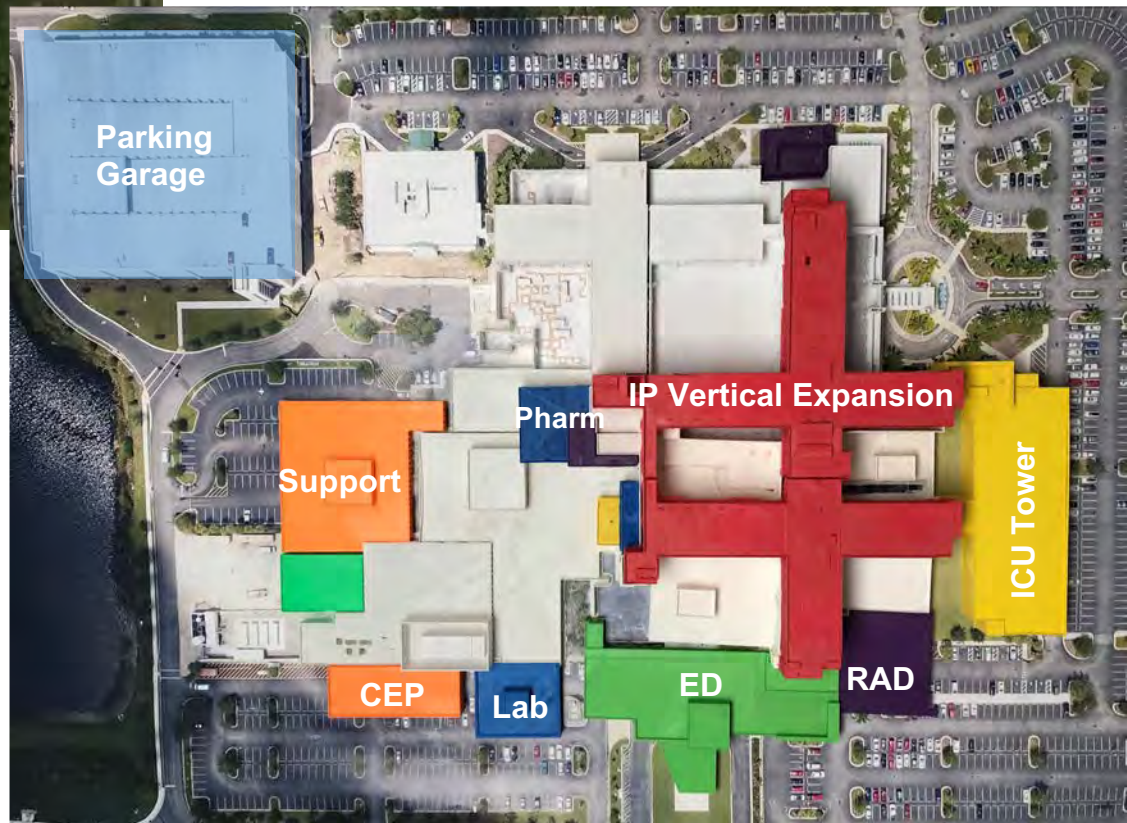 Parking
Garage
IP Vertical Expansion
Pharm
Support
ICU Tower
RAD
ED
CEP
Lab